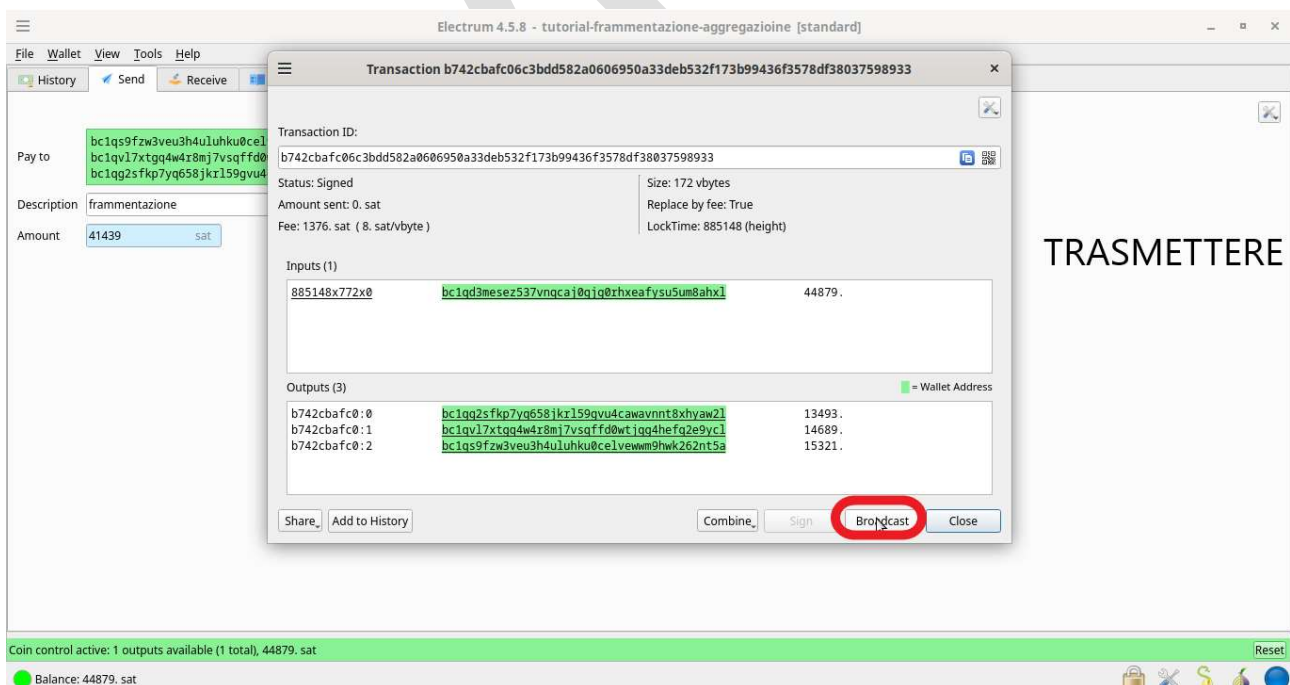 Electrum 4.5.8 - tutorial-frammentazione-aggregazioine [standard]
File Wallet View Tools Help
History Send Receive
Pay to
bc1qs9fzw3veu3h4uluhku0cel
bc1qvl7xtgq4w4r8mj7vsqffd0
bc1qg2sfkp7yq658jkrl59gvu4
Description frammentazione
Amount 41439 sat
Transaction b742cbafc06c3bdd582a0606950a33deb532f173b99436f3578df38037598933
Transaction ID:
b742cbafc06c3bdd582a0606950a33deb532f173b99436f3578df38037598933
Status: Signed
Size: 172 vbytes
Amount sent: 0. sat
Replace by fee: True
Fee: 1376. sat ( 8. sat/vbyte )
LockTime: 885148 (height)
Inputs (1)
885148x772x0 bc1qd3mesez537vnqcaj0qjg0rhxeafysu5um8ahxl 44879.
Outputs (3)
= Wallet Address
b742cbafc0:0 bc1qg2sfkp7yq658jkrl59gvu4cawavnnt8xhyaw2l 13493.
b742cbafc0:1 bc1qvl7xtgq4w4r8mj7vsqffd0wtjqg4hefq2e9ycl 14689.
b742cbafc0:2 bc1qs9fzw3veu3h4uluhku0celvewwm9hwk262nt5a 15321.
Share Add to History Combine Sign Broadcast Close
TRASMETTERE
Coin control active: 1 outputs available (1 total), 44879. sat
Reset
Balance: 44879. sat